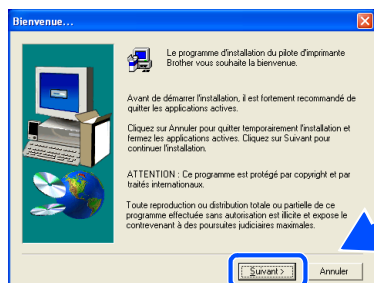 Bienvenue...
Le programme d'installation du pilote d'imprimante
Brother vous souhaite la bienvenue.
Avant de démarrer l'installation, il est fortement recommandé de
quitter les applications actives.
Cliquez sur Annuler pour quitter temporairement l'installation et
fermez les applications actives. Cliquez sur Suivant pour
continuer l'installation.
ATTENTION : Ce programme est protégé par copyright et par
traités internationaux.
Toute reproduction ou distribution totale ou partielle de ce
programme effectuée sans autorisation est illicite et expose le
contrevenant à des poursuites judiciaires maximales.
Suivant >
Annuler